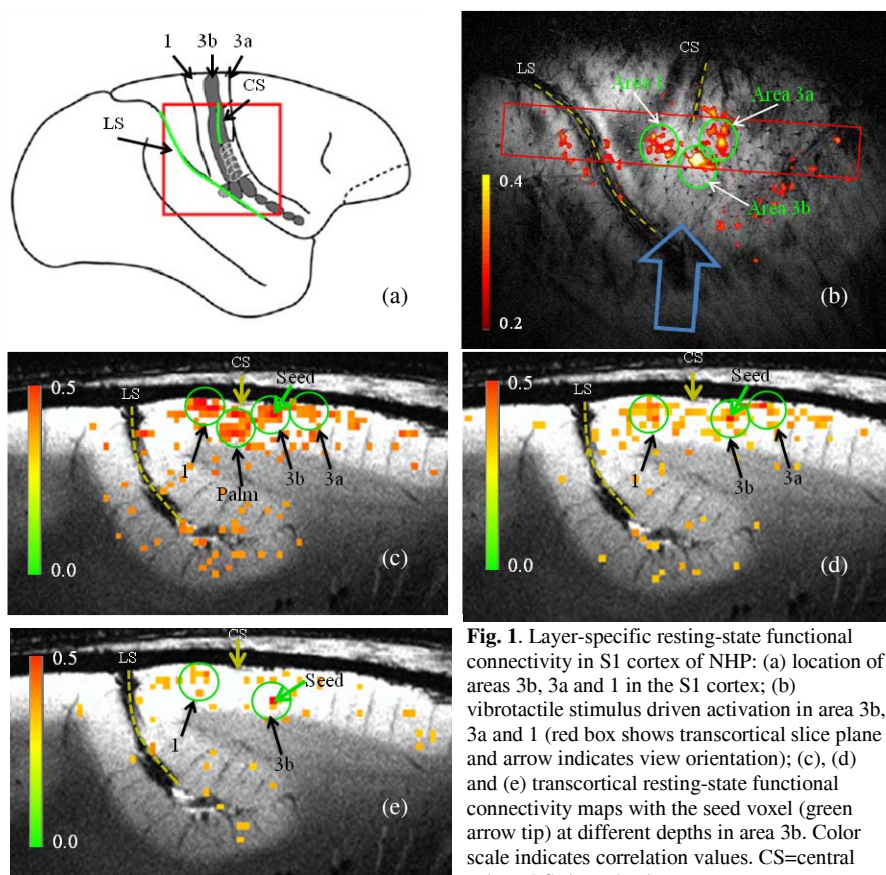 1 3b 3a
CS
LS
(a)
CS
LS
Area 1
Area 3a
Area 3b
0.4
0.2
(b)
CS
0.5
LS
Seed
1
3b
3a
Palm
0.0
(c)
CS
0.5
LS
Seed
1
3b
3a
0.0
(d)
CS
0.5
LS
Seed
1
3b
0.0
(e)
Fig. 1. Layer-specific resting-state functional
connectivity in S1 cortex of NHP: (a) location of
areas 3b, 3a and 1 in the S1 cortex; (b)
vibrotactile stimulus driven activation in area 3b,
3a and 1 (red box shows transcortical slice plane
and arrow indicates view orientation); (c), (d)
and (e) transcortical resting-state functional
connectivity maps with the seed voxel (green
arrow tip) at different depths in area 3b. Color
scale indicates correlation values. CS=central